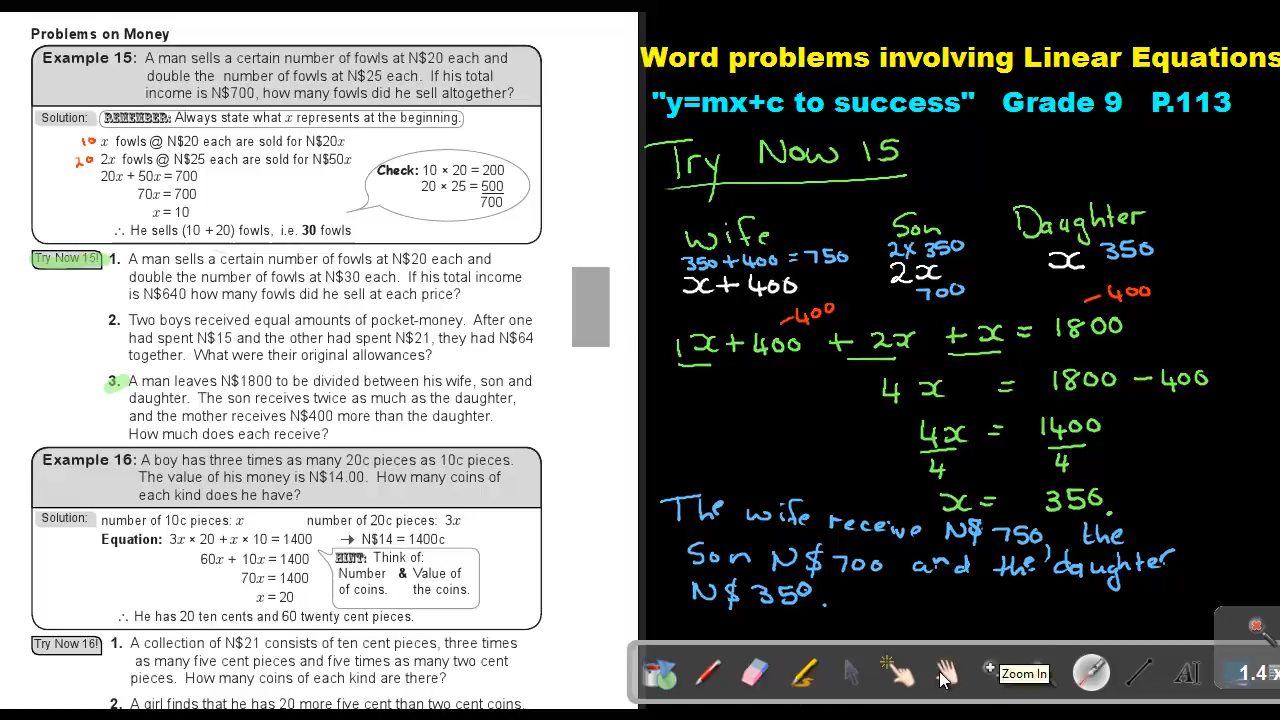 Problems on Money
Example 15: A man sells a certain number of fowls at N$20 each and
double the number of fowls at N$25 each. If his total
income is N$700, how many fowls did he sell altogether?
Solution: REMEMBER: Always state what x represents at the beginning.
10 x fowls @ N$20 each are sold for N$20x
20 2x fowls @ N$25 each are sold for N$50x
20x + 50x = 700
70x = 700
x = 10
∴ He sells (10 + 20) fowls, i.e. 30 fowls
Check: 10 × 20 = 200
20 × 25 = 500
700
Try Now 15! 1. A man sells a certain number of fowls at N$20 each and
double the number of fowls at N$30 each. If his total income
is N$640 how many fowls did he sell at each price?
2. Two boys received equal amounts of pocket-money. After one
had spent N$15 and the other had spent N$21, they had N$64
together. What were their original allowances?
3. A man leaves N$1800 to be divided between his wife, son and
daughter. The son receives twice as much as the daughter,
and the mother receives N$400 more than the daughter.
How much does each receive?
Example 16: A boy has three times as many 20c pieces as 10c pieces.
The value of his money is N$14.00. How many coins of
each kind does he have?
Solution: number of 10c pieces: x number of 20c pieces: 3x
Equation: 3x × 20 + x × 10 = 1400 → N$14 = 1400c
60x + 10x = 1400
70x = 1400
x = 20
HINT: Think of:
Number & Value of
of coins. the coins.
∴ He has 20 ten cents and 60 twenty cent pieces.
Try Now 16! 1. A collection of N$21 consists of ten cent pieces, three times
as many five cent pieces and five times as many two cent
pieces. How many coins of each kind are there?
2. A girl finds that he has 20 more five cent than two cent coins.
Word problems involving Linear Equations
"y=mx+c to success" Grade 9 P.113
Try Now 15
Wife Son Daughter
350+400=750 2×350 x 350
x+400 2x
700
-400 -400
1x+400 + 2x + x = 1800
4x = 1800 - 400
4x = 1400
4 4
x = 350.
The wife receive N$750, the
Son N$700 and the daughter
N$350.
Zoom In
AI
1.4 x